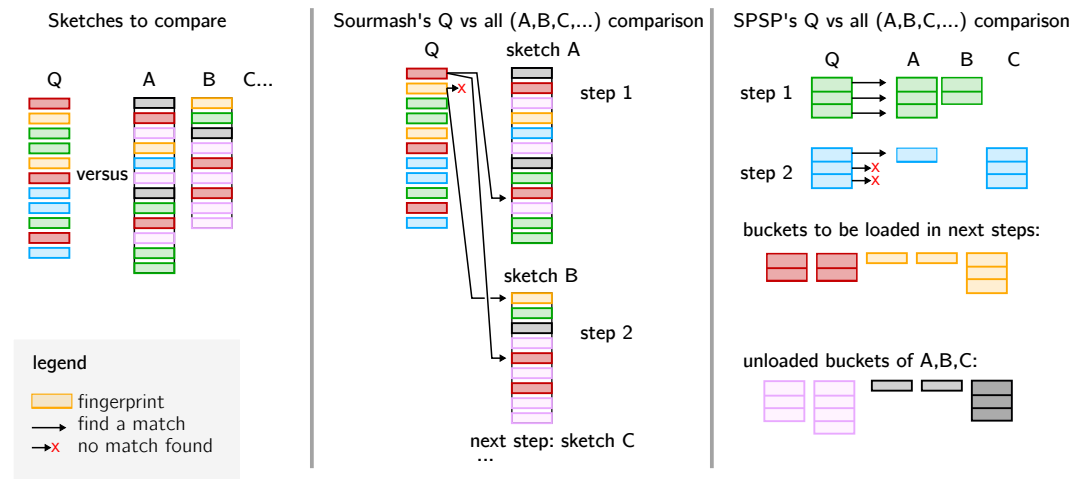 Sketches to compare
Q
A
B
C...
versus
legend
fingerprint
find a match
x no match found
Sourmash's Q vs all (A,B,C,...) comparison
Q
sketch A
x
step 1
sketch B
step 2
next step: sketch C
...
SPSP's Q vs all (A,B,C,...) comparison
Q
A
B
C
step 1
step 2
x
x
buckets to be loaded in next steps:
unloaded buckets of A,B,C: